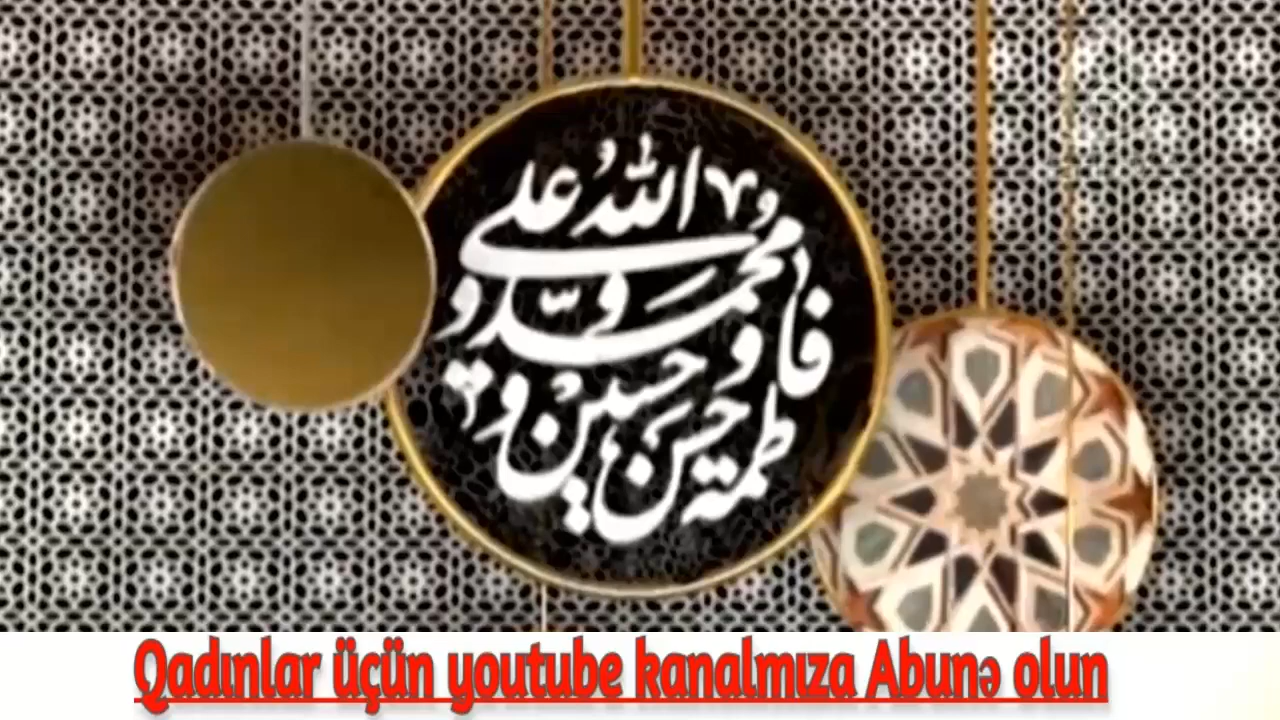 الله
علی
محمد و
فاطمة و
حسن و حسین
Qadınlar üçün youtube kanalmıza Abunə olun